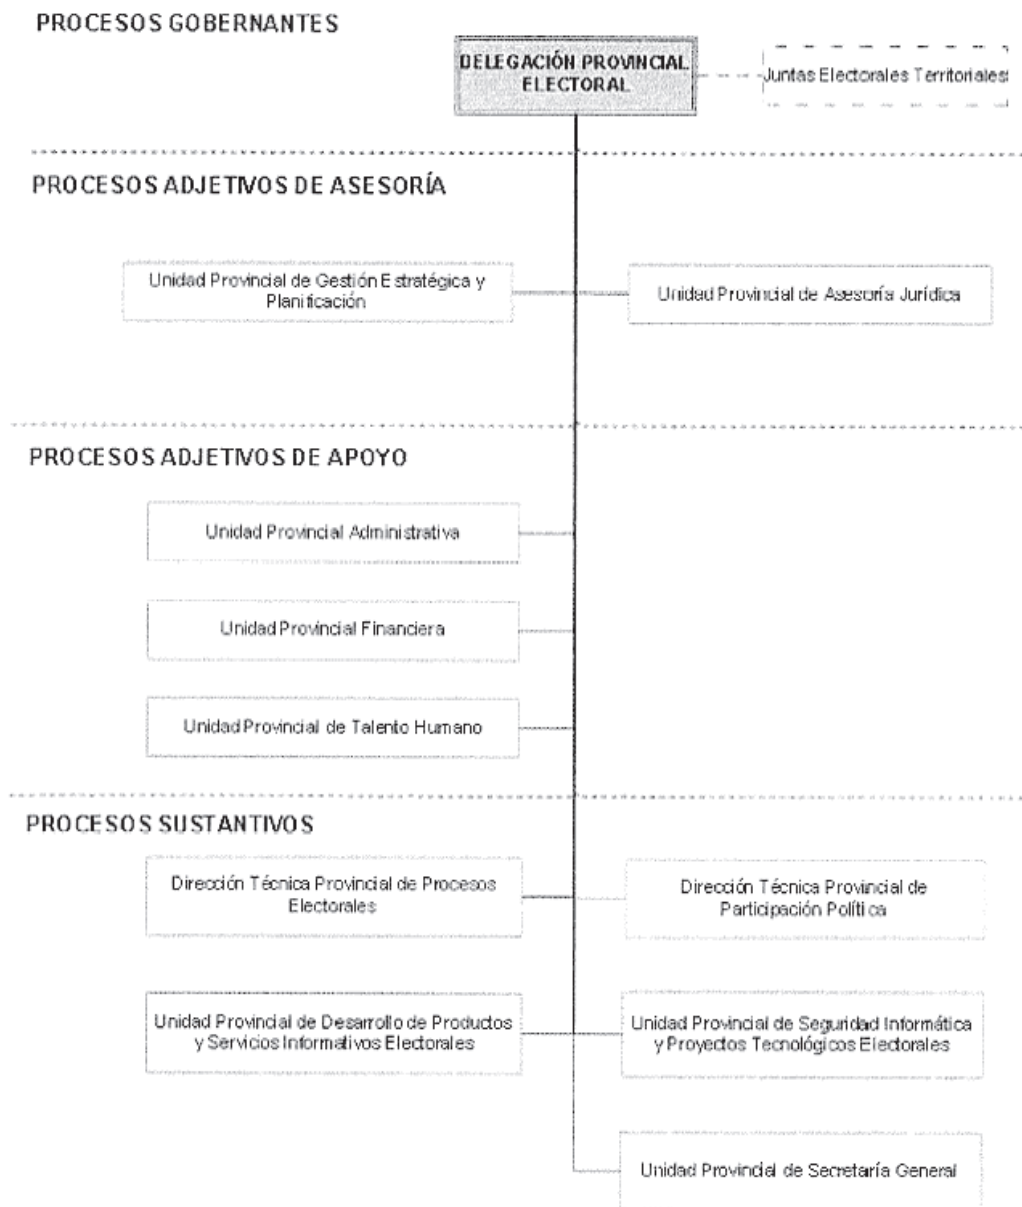 PROCESOS GOBERNANTES
DELEGACIÓN PROVINCIAL
ELECTORAL
Juntas Electorales Territoriales
PROCESOS ADJETIVOS DE ASESORÍA
Unidad Provincial de Gestión Estratégica y
Planificación
Unidad Provincial de Asesoría Jurídica
PROCESOS ADJETIVOS DE APOYO
Unidad Provincial Administrativa
Unidad Provincial Financiera
Unidad Provincial de Talento Humano
PROCESOS SUSTANTIVOS
Dirección Técnica Provincial de Procesos
Electorales
Dirección Técnica Provincial de
Participación Política
Unidad Provincial de Desarrollo de Productos
y Servicios Informativos Electorales
Unidad Provincial de Seguridad Informática
y Proyectos Tecnológicos Electorales
Unidad Provincial de Secretaría General